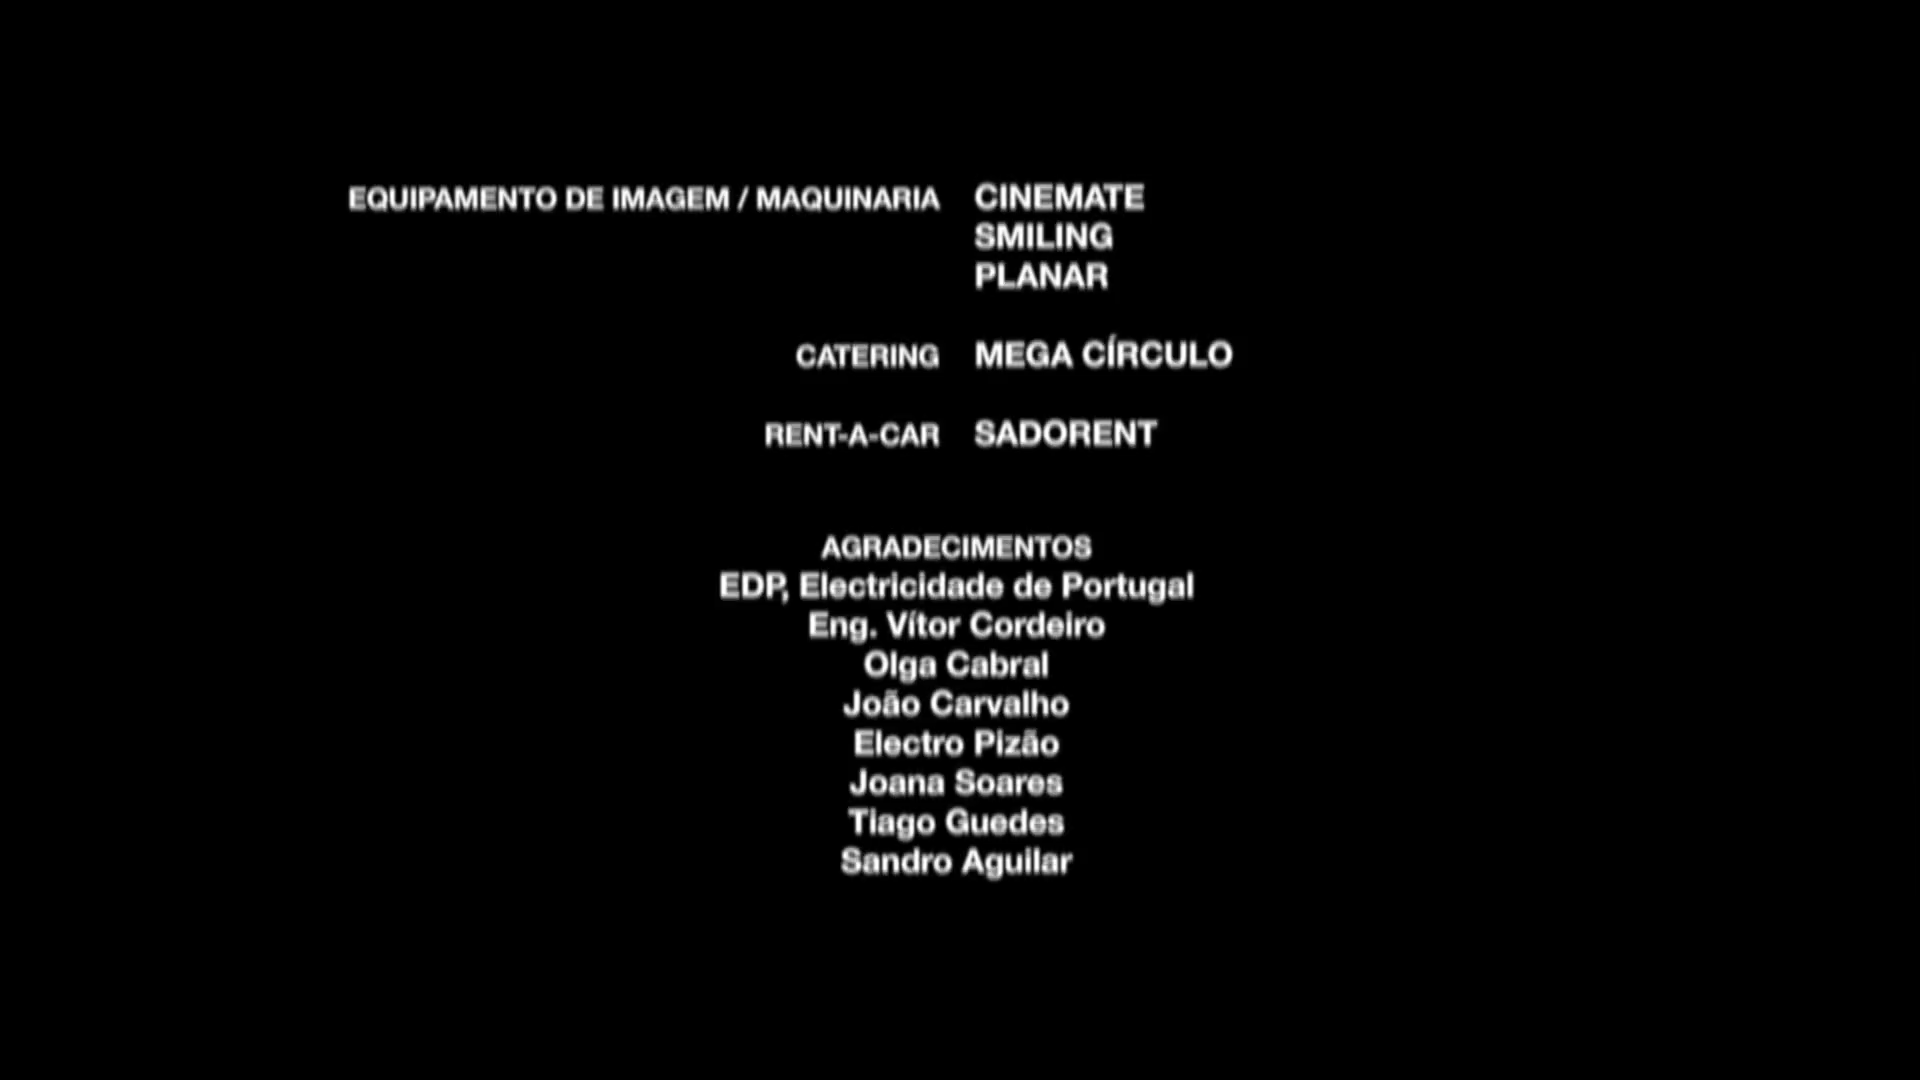 EQUIPAMENTO DE IMAGEM / MAQUINARIA CINEMATE
SMILING
PLANAR
CATERING MEGA CÍRCULO
RENT-A-CAR SADORENT
AGRADECIMENTOS
EDP, Electricidade de Portugal
Eng. Vítor Cordeiro
Olga Cabral
João Carvalho
Electro Pizão
Joana Soares
Tiago Guedes
Sandro Aguilar